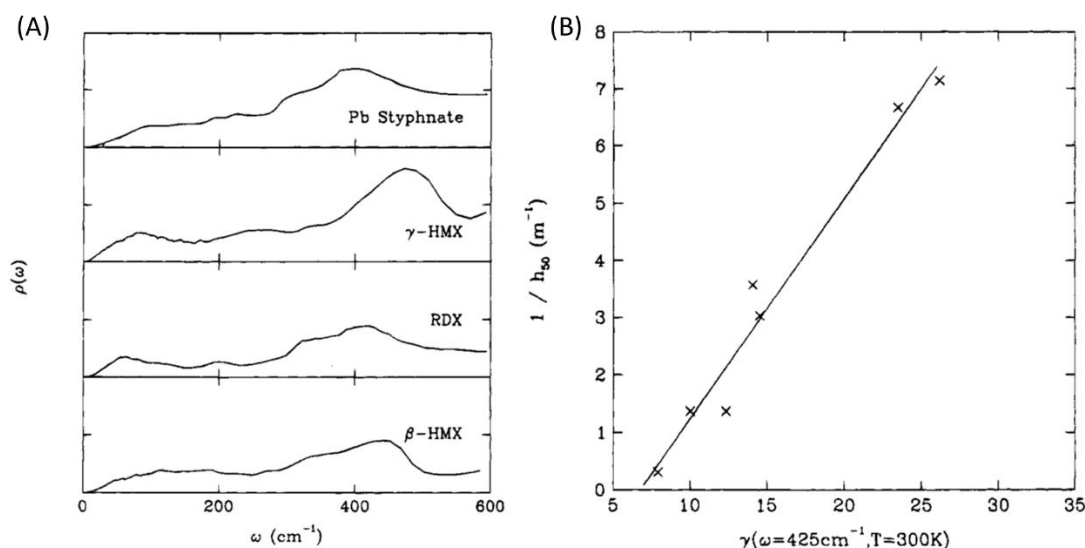 (A)
Pb Styphnate
γ-HMX
RDX
β-HMX
ρ(ω)
0 200 400 600
ω (cm⁻¹)
(B)
8
7
6
5
4
3
2
1
0
1 / h₅₀ (m⁻¹)
5 10 15 20 25 30 35
γ(ω=425cm⁻¹,T=300K)